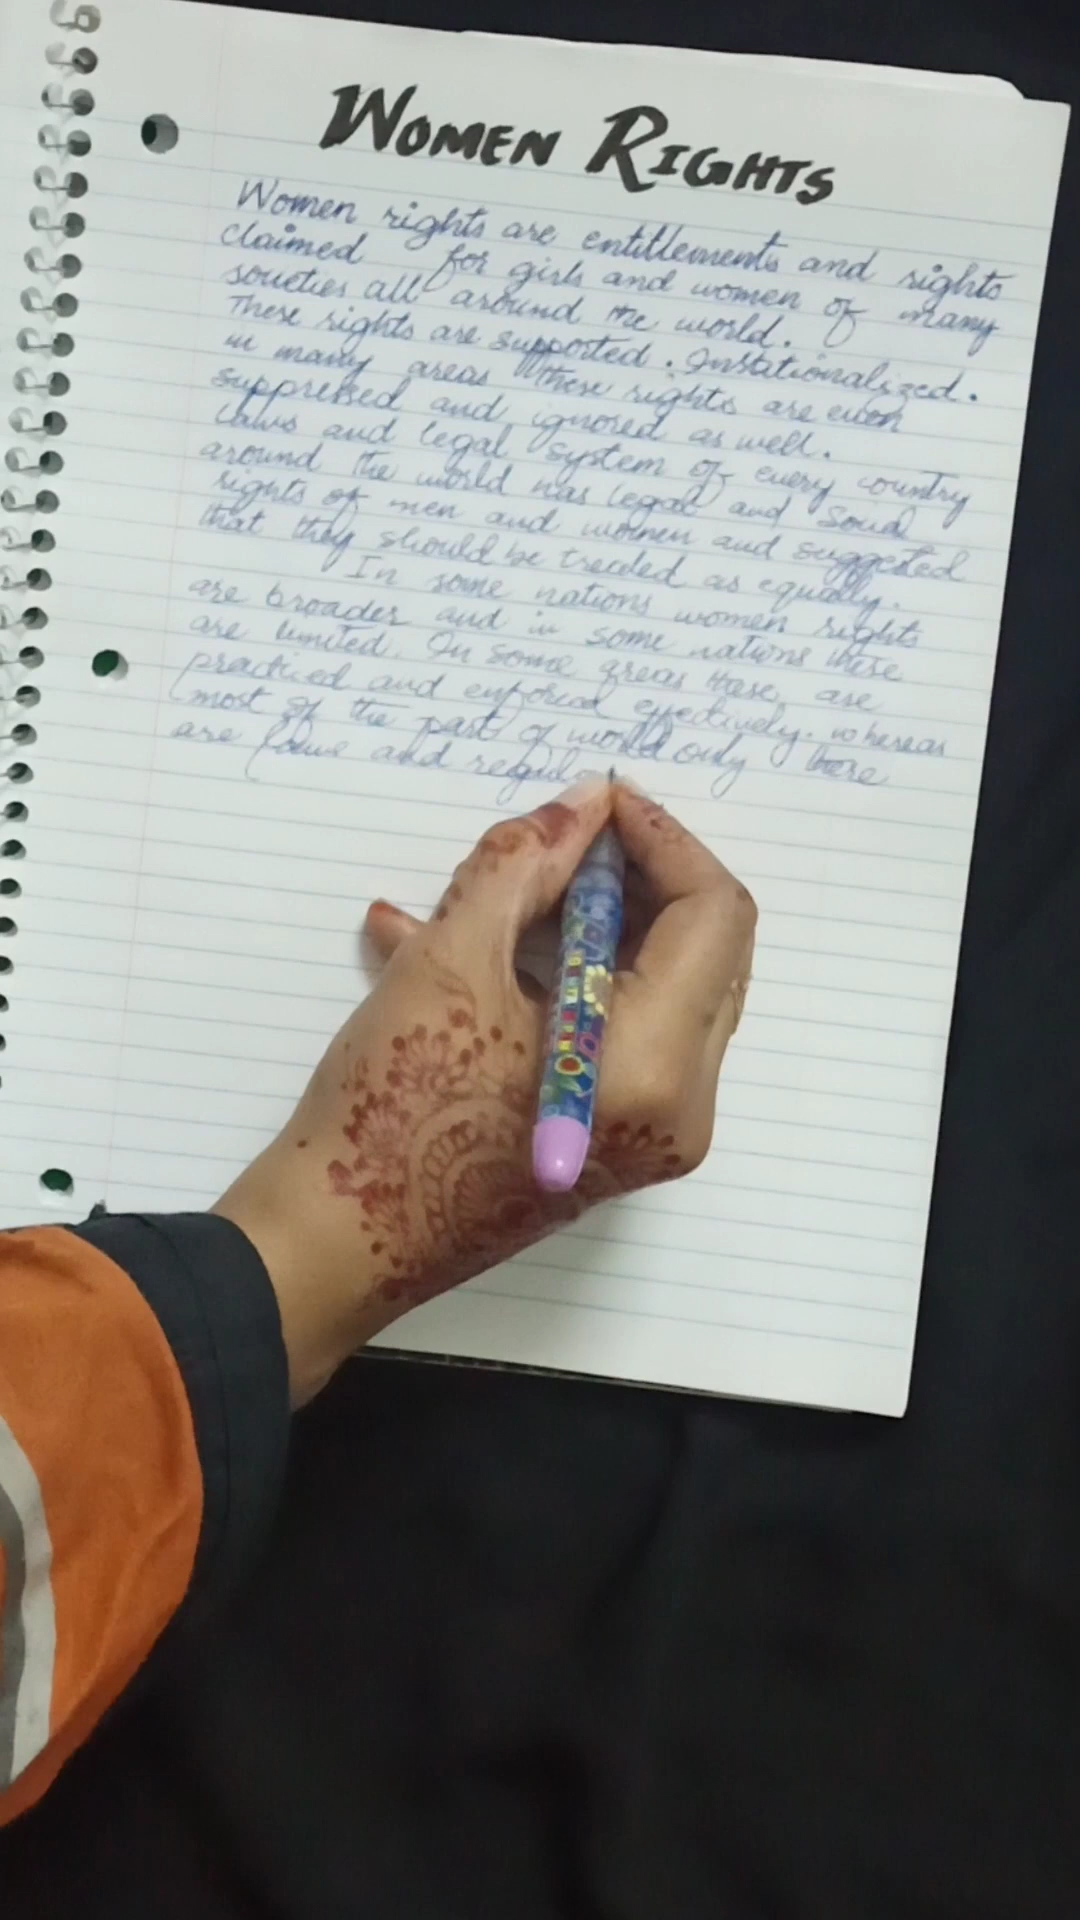 WOMEN RIGHTS
Women rights are entitlements and rights
claimed for girls and women of many
societies all around the world.
These rights are supported. Instationalized.
in many areas these rights are even
suppressed and ignored as well.
Laws and legal system of every country
around the world has legal and social
rights of men and women and suggested
that they should be treated as equally.
In some nations women rights
are broader and in some nations these
are limited. In some areas these are
practiced and enforced effectively. whereas
most of the part of world only there
are laws and regula